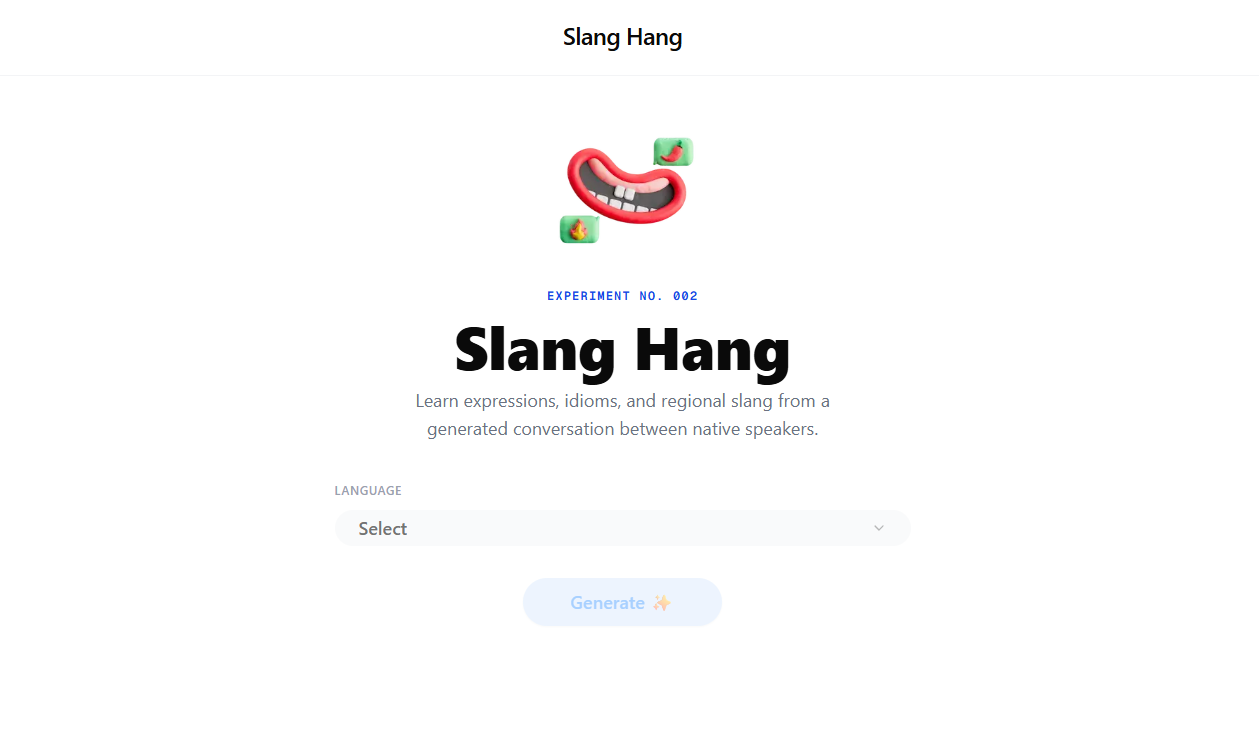 Slang Hang
EXPERIMENT NO. 002
Slang Hang
Learn expressions, idioms, and regional slang from a
generated conversation between native speakers.
LANGUAGE
Select
Generate ✨